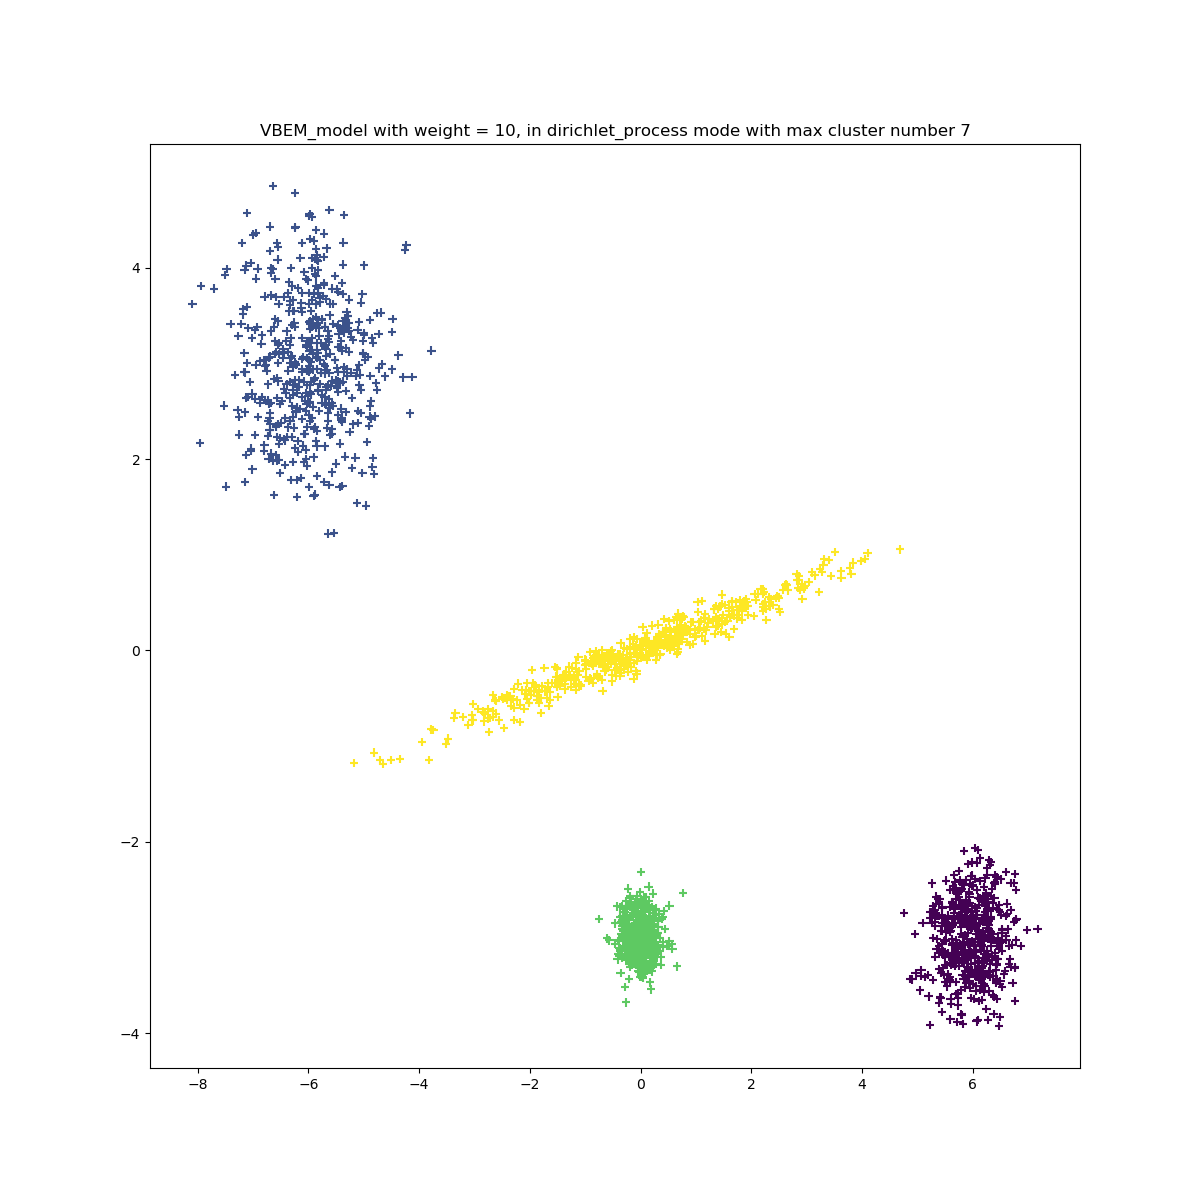 VBEM_model with weight = 10, in dirichlet_process mode with max cluster number 7
4
2
0
−2
−4
−8 −6 −4 −2 0 2 4 6